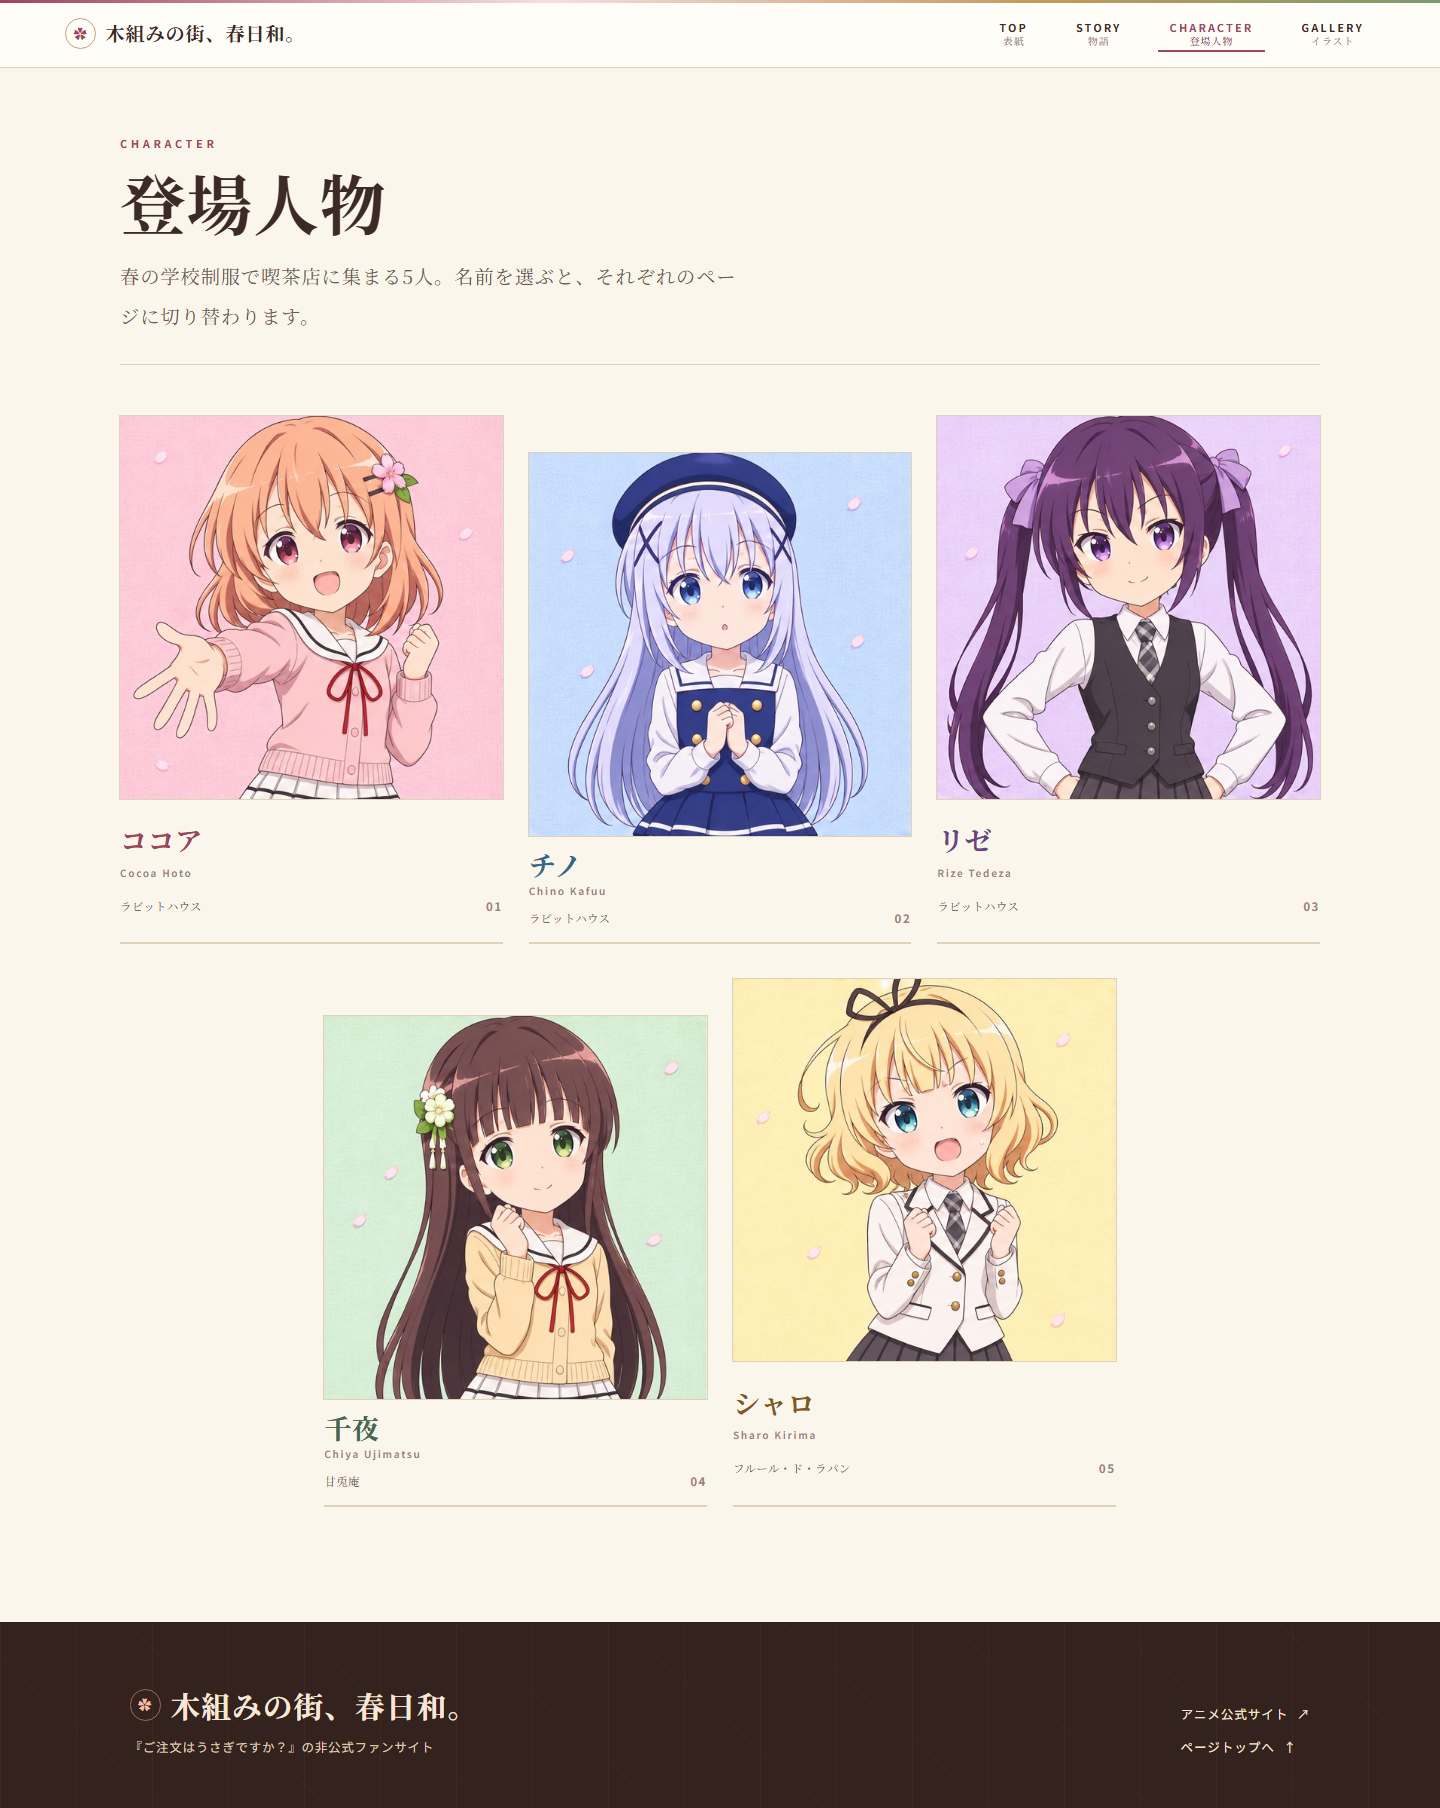 木組みの街、春日和。
TOP
表紙
STORY
物語
CHARACTER
登場人物
GALLERY
イラスト
CHARACTER
登場人物
春の学校制服で喫茶店に集まる5人。名前を選ぶと、それぞれのペー
ジに切り替わります。
ココア
Cocoa Hoto
ラビットハウス
01
チノ
Chino Kafuu
ラビットハウス
02
リゼ
Rize Tedeza
ラビットハウス
03
千夜
Chiya Ujimatsu
甘兎庵
04
シャロ
Sharo Kirima
フルール・ド・ラパン
05
木組みの街、春日和。
『ご注文はうさぎですか？』の非公式ファンサイト
アニメ公式サイト ↗
ページトップへ ↑